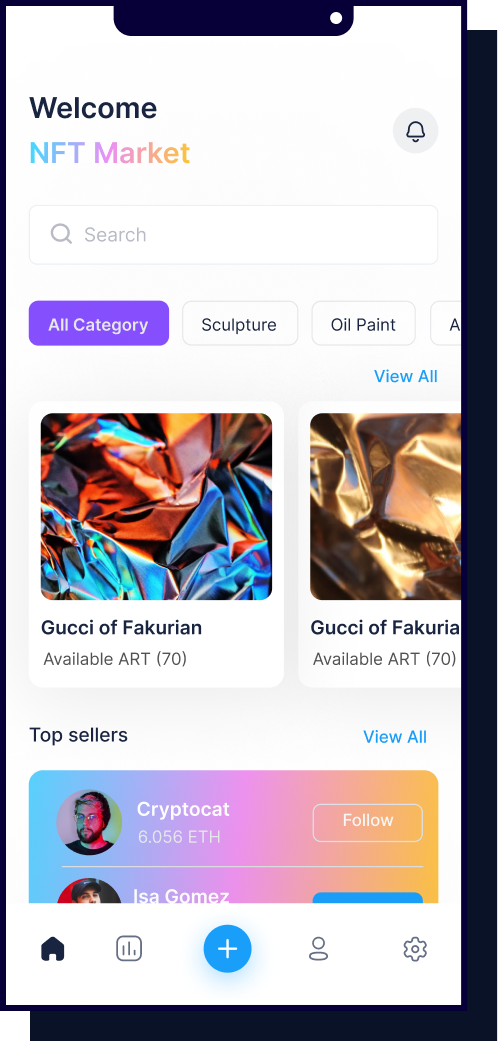 Welcome
NFT Market
Search
All Category
Sculpture
Oil Paint
A
View All
Gucci of Fakurian
Available ART (70)
Gucci of Fakuria
Available ART (70)
Top sellers
View All
Cryptocat
6.056 ETH
Follow
Isa Gomez